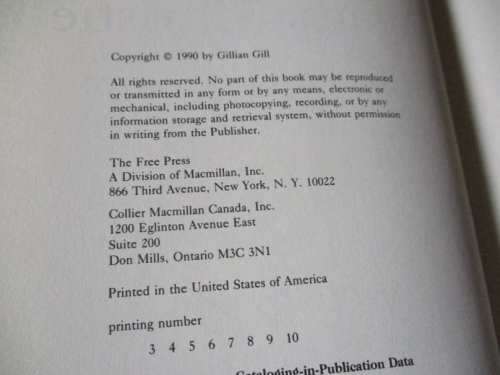 Copyright © 1990 by Gillian Gill
All rights reserved. No part of this book may be reproduced
or transmitted in any form or by any means, electronic or
mechanical, including photocopying, recording, or by any
information storage and retrieval system, without permission
in writing from the Publisher.
The Free Press
A Division of Macmillan, Inc.
866 Third Avenue, New York, N. Y. 10022
Collier Macmillan Canada, Inc.
1200 Eglinton Avenue East
Suite 200
Don Mills, Ontario M3C 3N1
Printed in the United States of America
printing number
3 4 5 6 7 8 9 10
Cataloging-in-Publication Data